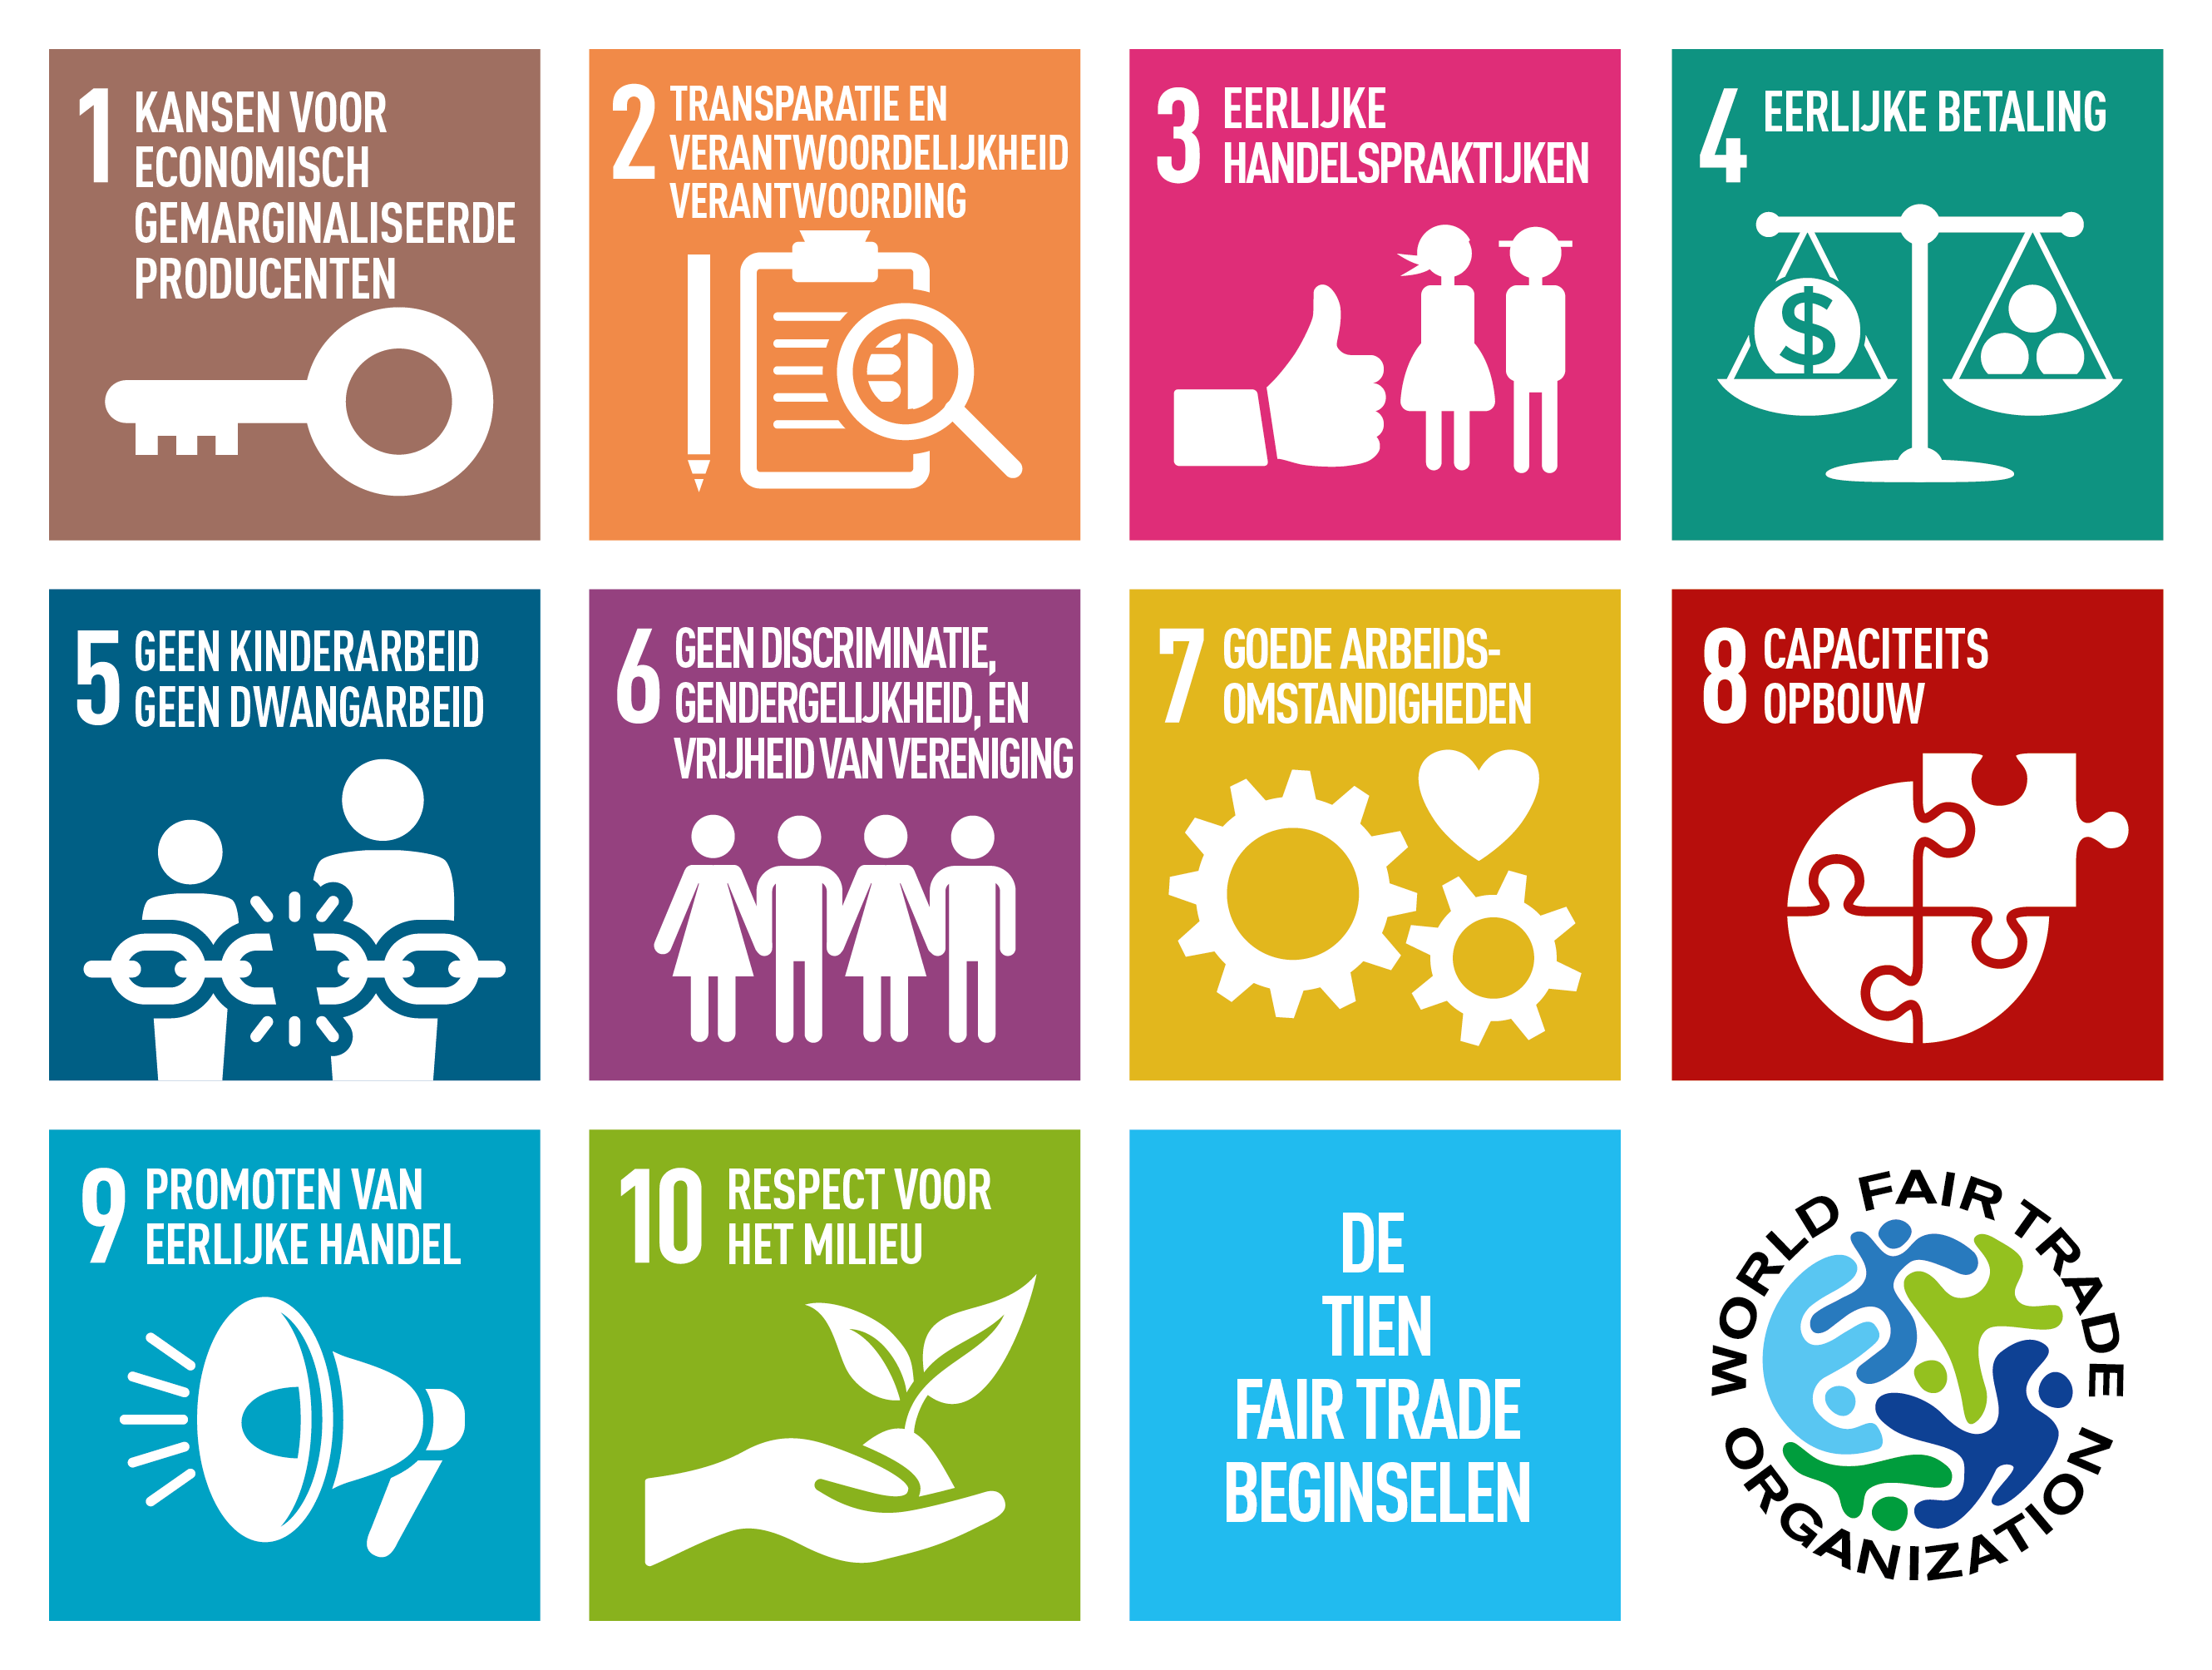 1 KANSEN VOOR
ECONOMISCH
GEMARGINALISEERDE
PRODUCENTEN
2 TRANSPARATIE EN
VERANTWOORDELIJKHEID
VERANTWOORDING
3 EERLIJKE
HANDELSPRAKTIJKEN
4 EERLIJKE BETALING
$
5 GEEN KINDERARBEID
GEEN DWANGARBEID
6 GEEN DISCRIMINATIE,
GENDERGELIJKHEID, EN
VRIJHEID VAN VERENIGING
7 GOEDE ARBEIDS-
OMSTANDIGHEDEN
8 CAPACITEITS
OPBOUW
9 PROMOTEN VAN
EERLIJKE HANDEL
10 RESPECT VOOR
HET MILIEU
DE
TIEN
FAIR TRADE
BEGINSELEN
WORLD FAIR TRADE
ORGANIZATION